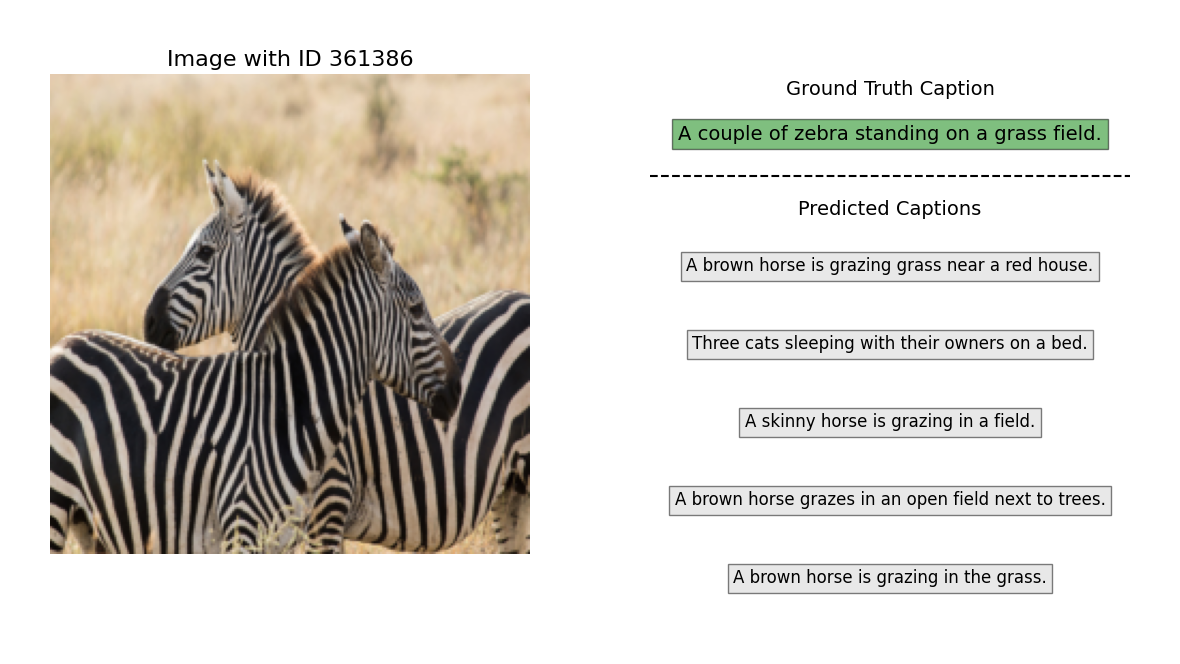 Image with ID 361386
Ground Truth Caption
A couple of zebra standing on a grass field.
Predicted Captions
A brown horse is grazing grass near a red house.
Three cats sleeping with their owners on a bed.
A skinny horse is grazing in a field.
A brown horse grazes in an open field next to trees.
A brown horse is grazing in the grass.